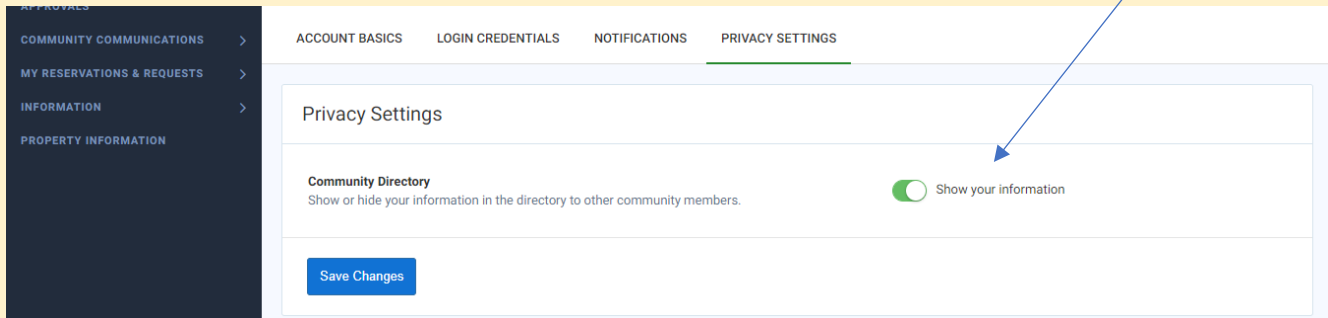 APPROVALS
COMMUNITY COMMUNICATIONS
MY RESERVATIONS & REQUESTS
INFORMATION
PROPERTY INFORMATION
ACCOUNT BASICS LOGIN CREDENTIALS NOTIFICATIONS PRIVACY SETTINGS
Privacy Settings
Community Directory
Show or hide your information in the directory to other community members.
Show your information
Save Changes